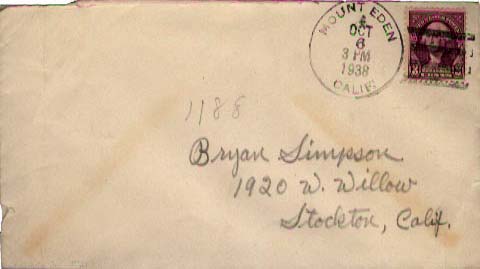 MOUNT EDEN
OCT
6
3 PM
1938
CALIF.
1188
Bryan Simpson
1920 W. Willow
Stockton, Calif.